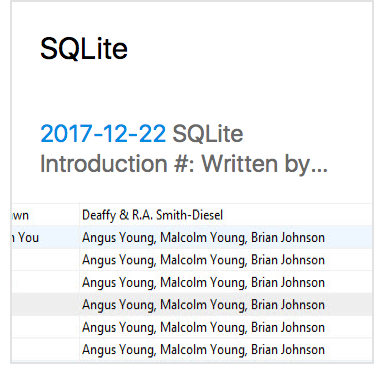 SQLite
2017-12-22 SQLite
Introduction #: Written by...
wn Deaffy & R.A. Smith-Diesel
You Angus Young, Malcolm Young, Brian Johnson
Angus Young, Malcolm Young, Brian Johnson
Angus Young, Malcolm Young, Brian Johnson
Angus Young, Malcolm Young, Brian Johnson
Angus Young, Malcolm Young, Brian Johnson
Angus Young, Malcolm Young, Brian Johnson